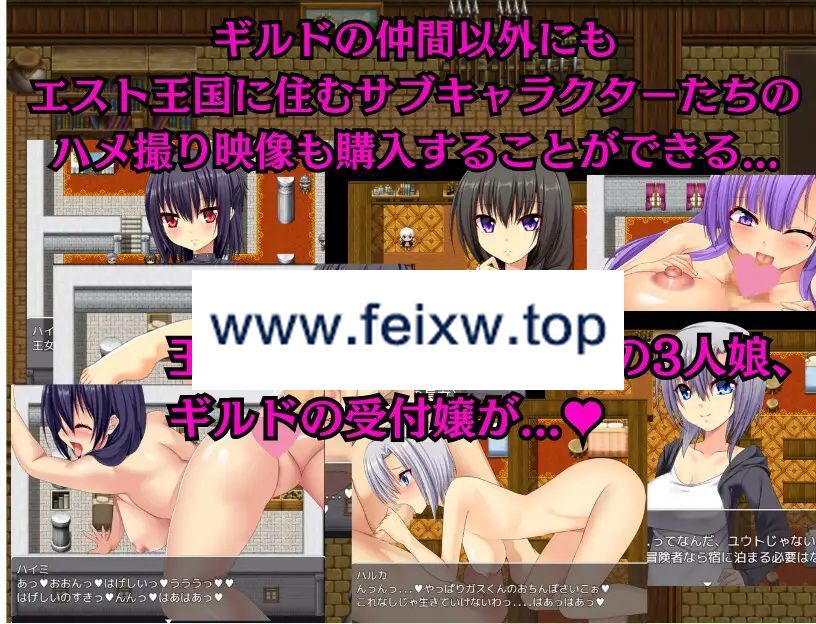 ギルドの仲間以外にも
エスト王国に住むサブキャラクターたちの
ハメ撮り映像も購入することができる...
ハイ
王女
www.feixw.top
の3人娘、
ギルドの受付嬢が...♥
..ってなんだ、ユウトじゃない
冒険者なら宿に泊まる必要はな
ハイミ
あっ♥おおんっ♥はげしいっ♥うううっ♥♥
はげしいのすきっ♥んんっ♥はあはあっ♥
ハルカ
んっんっ...♥やっぱりガスくんのおちんぽさいこぉ♥
これなしじゃ生きていけないわっ....はあっはあっ♥